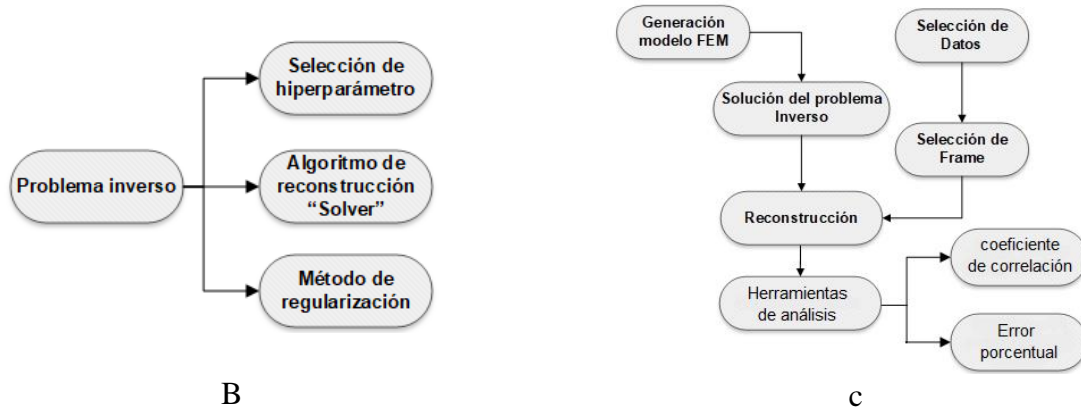 Selección de
hiperparámetro
Problema inverso
Algoritmo de
reconstrucción
“Solver”
Método de
regularización
B
Generación
modelo FEM
Selección de
Datos
Solución del problema
Inverso
Selección de
Frame
Reconstrucción
Herramientas
de análisis
coeficiente
de correlación
Error
porcentual
c